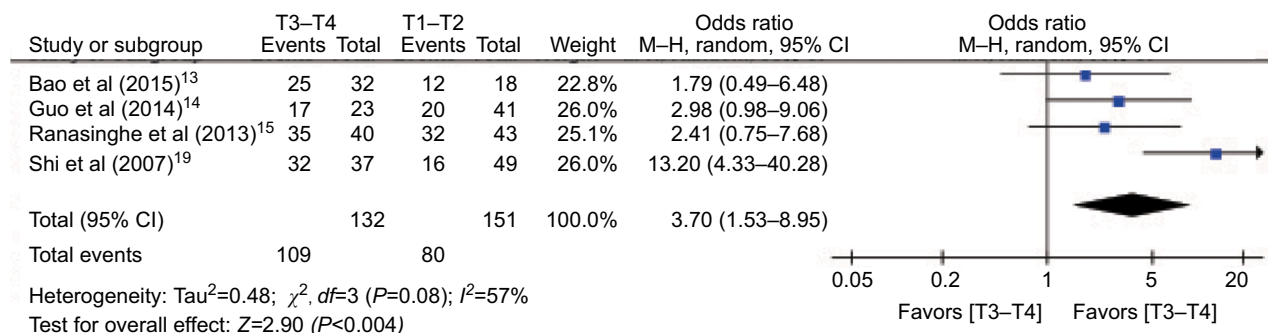 T3–T4 T1–T2 Odds ratio Odds ratio
Study or subgroup Events Total Events Total Weight M–H, random, 95% CI M–H, random, 95% CI
Bao et al (2015)13 25 32 12 18 22.8% 1.79 (0.49–6.48)
Guo et al (2014)14 17 23 20 41 26.0% 2.98 (0.98–9.06)
Ranasinghe et al (2013)15 35 40 32 43 25.1% 2.41 (0.75–7.68)
Shi et al (2007)19 32 37 16 49 26.0% 13.20 (4.33–40.28)
Total (95% CI) 132 151 100.0% 3.70 (1.53–8.95)
Total events 109 80
0.05 0.2 1 5 20
Heterogeneity: Tau2=0.48; χ2, df=3 (P=0.08); I2=57%
Favors [T3–T4] Favors [T3–T4]
Test for overall effect: Z=2.90 (P<0.004)